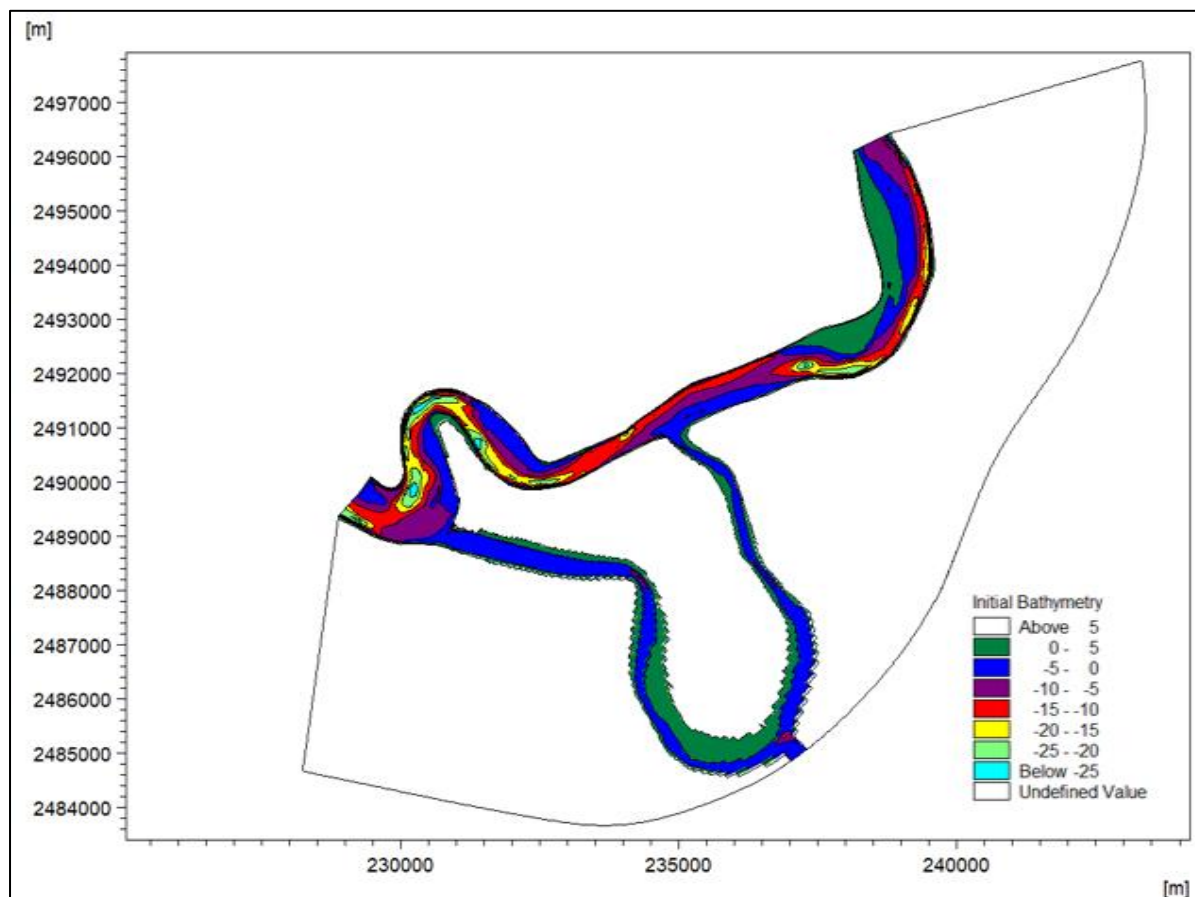 [m]
2497000
2496000
2495000
2494000
2493000
2492000
2491000
2490000
2489000
2488000
2487000
2486000
2485000
2484000
Initial Bathymetry
Above 5
0 - 5
-5 - 0
-10 - -5
-15 - -10
-20 - -15
-25 - -20
Below -25
Undefined Value
230000 235000 240000
[m]